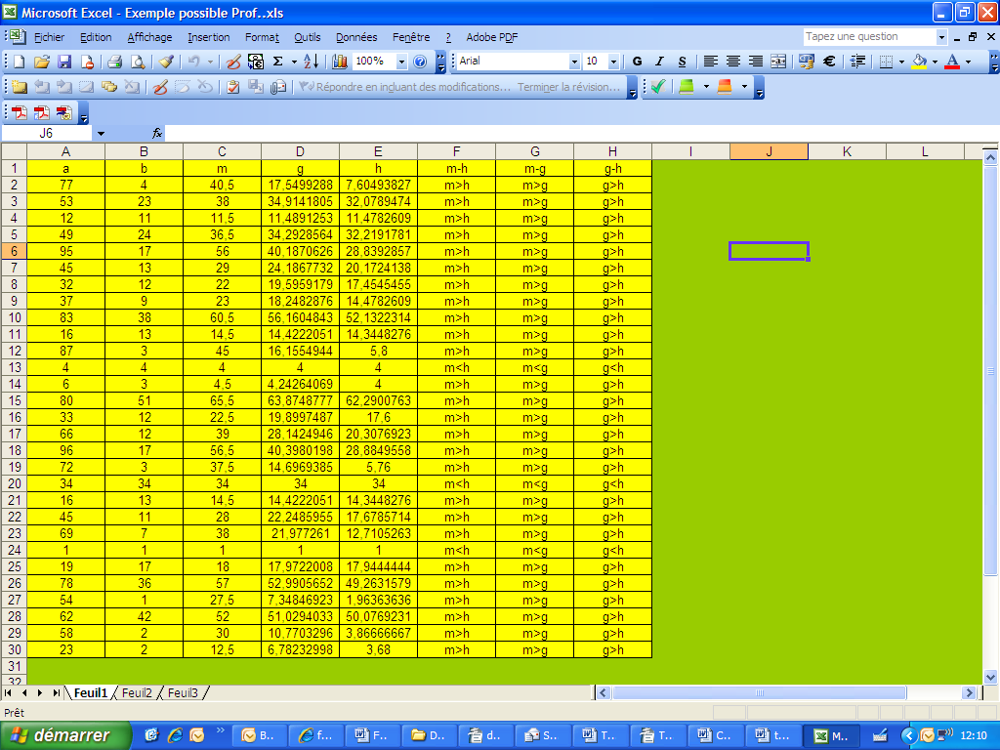 Microsoft Excel - Exemple possible Prof..xls
Fichier Edition Affichage Insertion Format Outils Données Fenêtre ? Adobe PDF Tapez une question
100% Arial 10 G I S
Répondre en incluant des modifications... Terminer la révision...
J6 fx
A B C D E F G H I J K L
1 a b m g h m-h m-g g-h
2 77 4 40,5 17,5499288 7,60493827 m>h m>g g>h
3 53 23 38 34,9141805 32,0789474 m>h m>g g>h
4 12 11 11,5 11,4891253 11,4782609 m>h m>g g>h
5 49 24 36,5 34,2928564 32,2191781 m>h m>g g>h
6 95 17 56 40,1870626 28,8392857 m>h m>g g>h
7 45 13 29 24,1867732 20,1724138 m>h m>g g>h
8 32 12 22 19,5959179 17,4545455 m>h m>g g>h
9 37 9 23 18,2482876 14,4782609 m>h m>g g>h
10 83 38 60,5 56,1604843 52,1322314 m>h m>g g>h
11 16 13 14,5 14,4222051 14,3448276 m>h m>g g>h
12 87 3 45 16,1554944 5,8 m>h m>g g>h
13 4 4 4 4 4 m<h m<g g<h
14 6 3 4,5 4,24264069 4 m>h m>g g>h
15 80 51 65,5 63,8748777 62,2900763 m>h m>g g>h
16 33 12 22,5 19,8997487 17,6 m>h m>g g>h
17 66 12 39 28,1424946 20,3076923 m>h m>g g>h
18 96 17 56,5 40,3980198 28,8849558 m>h m>g g>h
19 72 3 37,5 14,6969385 5,76 m>h m>g g>h
20 34 34 34 34 34 m<h m<g g<h
21 16 13 14,5 14,4222051 14,3448276 m>h m>g g>h
22 45 11 28 22,2485955 17,6785714 m>h m>g g>h
23 69 7 38 21,977261 12,7105263 m>h m>g g>h
24 1 1 1 1 1 m<h m<g g<h
25 19 17 18 17,9722008 17,9444444 m>h m>g g>h
26 78 36 57 52,9905652 49,2631579 m>h m>g g>h
27 54 1 27,5 7,34846923 1,96363636 m>h m>g g>h
28 62 42 52 51,0294033 50,0769231 m>h m>g g>h
29 58 2 30 10,7703296 3,86666667 m>h m>g g>h
30 23 2 12,5 6,78232998 3,68 m>h m>g g>h
31
32
Feuil1 Feuil2 Feuil3
Prêt
démarrer B... f... F... D... d... S... T... T... C... t... M.. 12:10